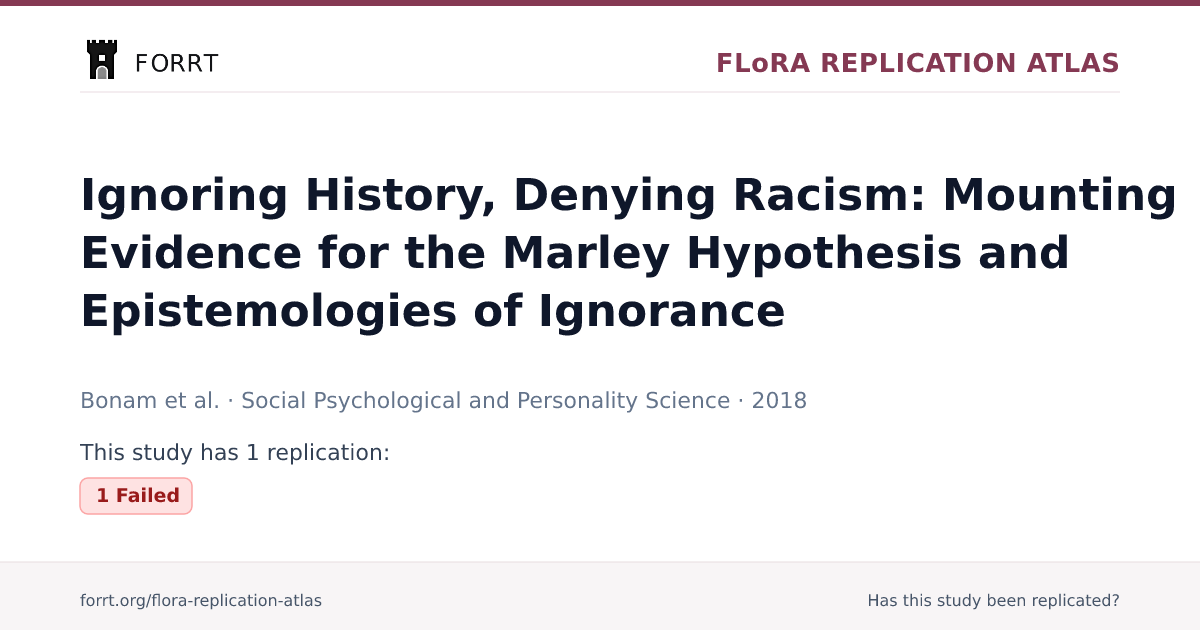 FORRT
FLoRA REPLICATION ATLAS
Ignoring History, Denying Racism: Mounting
Evidence for the Marley Hypothesis and
Epistemologies of Ignorance
Bonam et al. · Social Psychological and Personality Science · 2018
This study has 1 replication:
1 Failed
forrt.org/flora-replication-atlas
Has this study been replicated?